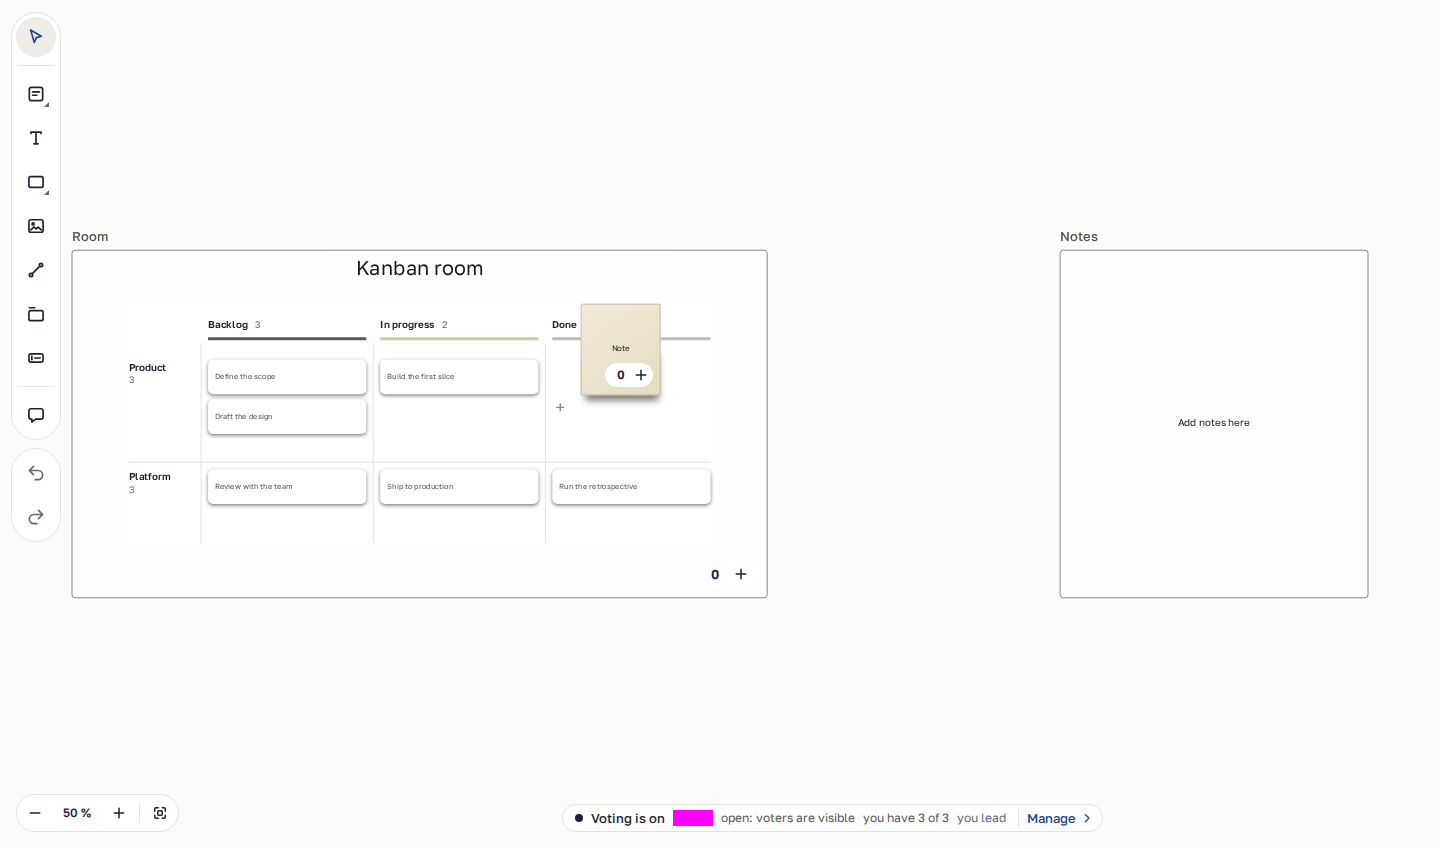 Room
Notes
Kanban room
Backlog 3
In progress 2
Done
Note
0
Product
3
Define the scope
Build the first slice
Draft the design
Add notes here
Platform
3
Review with the team
Ship to production
Run the retrospective
0
50 %
Voting is on
open: voters are visible you have 3 of 3 you lead
Manage